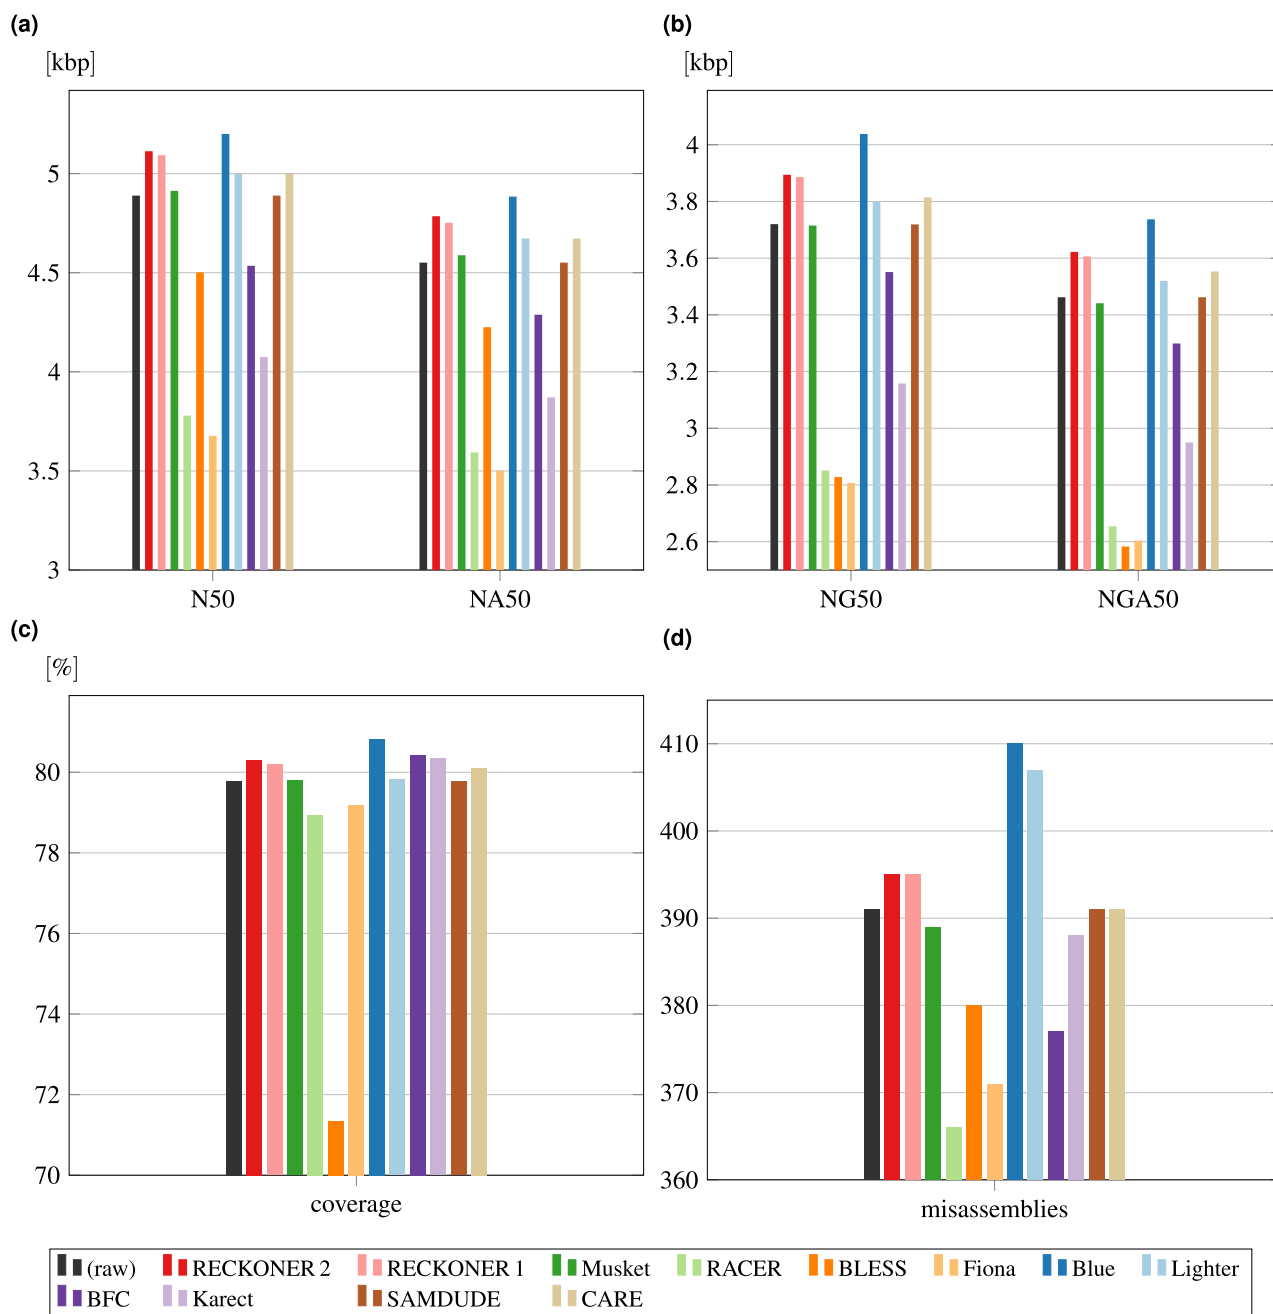 (a)
[kbp]
5
4.5
4
3.5
3
N50 NA50
(b)
[kbp]
4
3.8
3.6
3.4
3.2
3
2.8
2.6
NG50 NGA50
(c)
[%]
80
78
76
74
72
70
coverage
(d)
410
400
390
380
370
360
misassemblies
(raw) RECKONER 2 RECKONER 1 Musket RACER BLESS Fiona Blue Lighter
BFC Karect SAMDUDE CARE